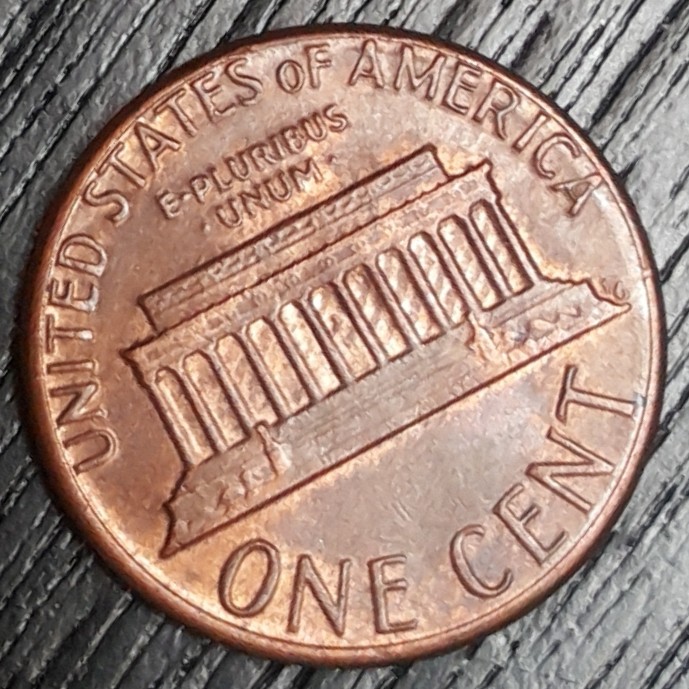 UNITED STATES OF AMERICA
E·PLURIBUS
UNUM
ONE CENT